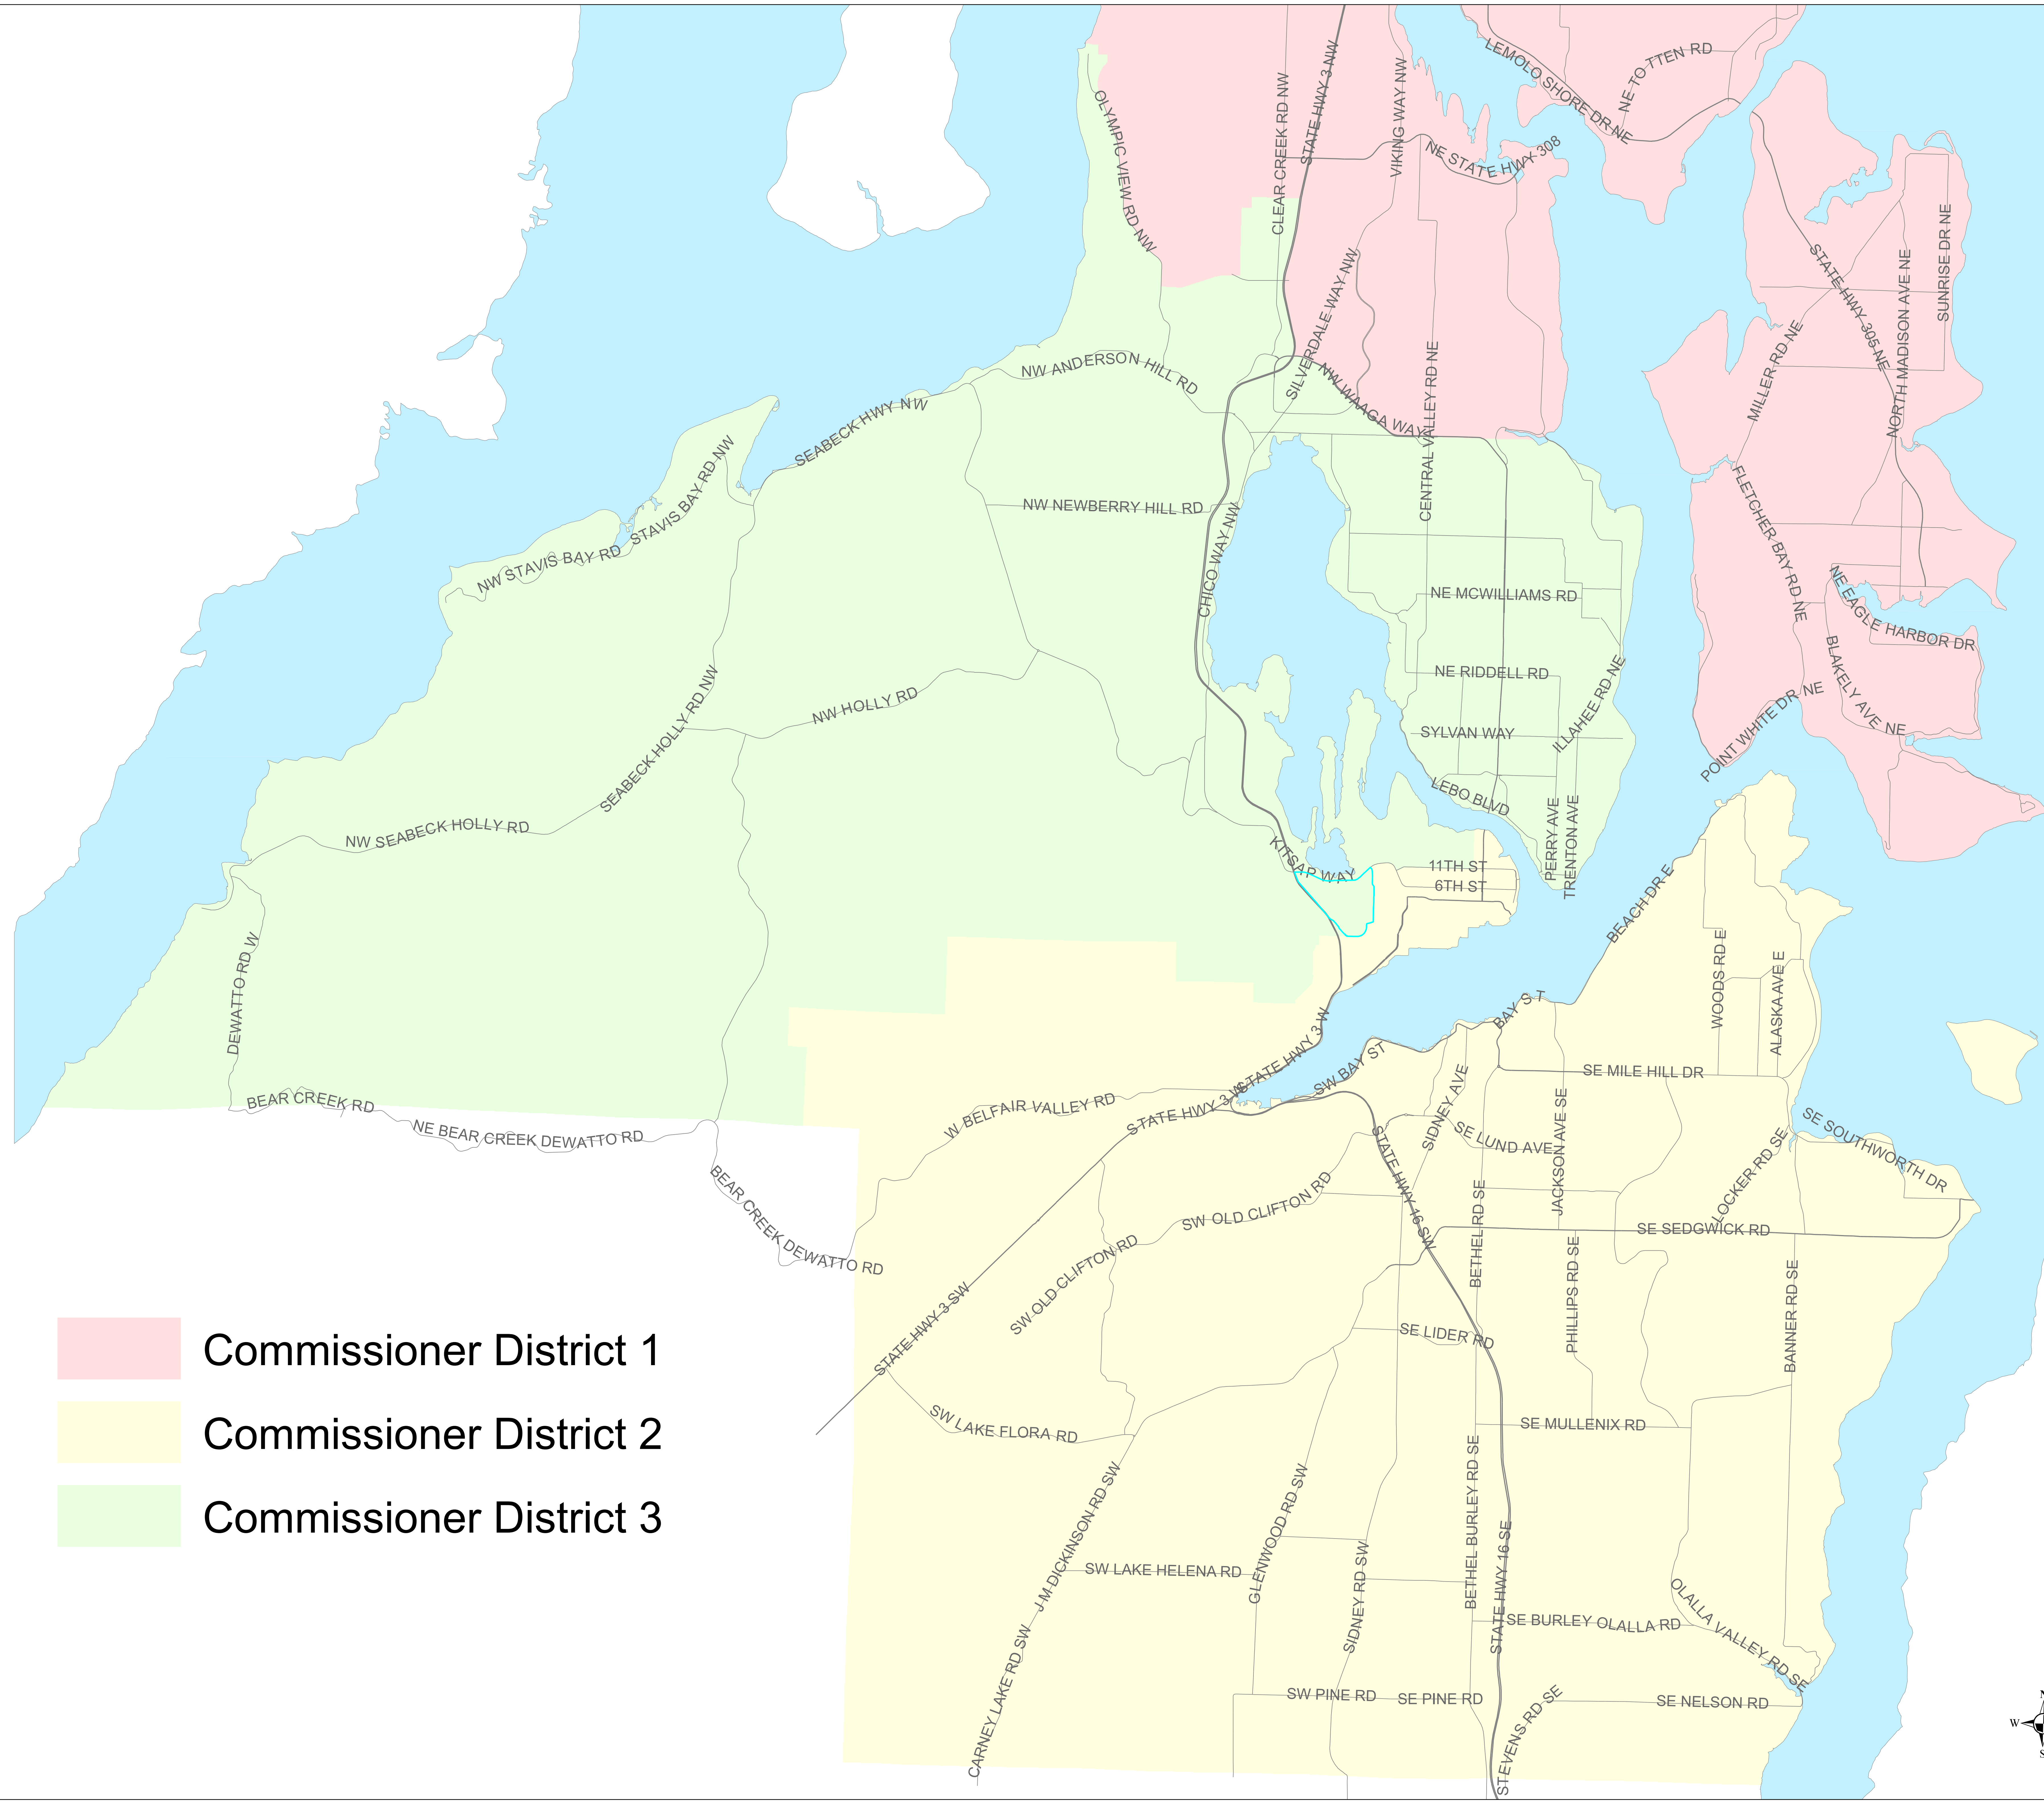 LEMOLO SHORE DR NE
NE TO TTEN RD
OLYMPIC VIEW RD NW
CLEAR CREEK RD NW
STATE HWY 3 NW
VIKING WAY NW
NE STATE HWY 308
STATE HWY 305 NE
NORTH MADISON AVE NE
SUNRISE DR NE
SILVERDALE WAY NW
NW ANDERSON HILL RD
NW WAAGA WAY
CENTRAL VALLEY RD NE
MILLER RD NE
SEABECK HWY NW
STAVIS BAY RD NW
NW STAVIS BAY RD
NW NEWBERRY HILL RD
CHICO WAY NW
FLETCHER BAY RD NE
NE MCWILLIAMS RD
NE EAGLE HARBOR DR
BLAKELY AVE NE
NE RIDDELL RD
ILLAHEE RD NE
POINT WHITE DR NE
SEABECK HOLLY RD NW
NW HOLLY RD
SYLVAN WAY
LEBO BLVD
PERRY AVE
TRENTON AVE
NW SEABECK HOLLY RD
KITSAP WAY
11TH ST
6TH ST
BEACH DR E
DEWATTO RD W
WOODS RD E
ALASKA AVE E
BAY ST
STATE HWY 3 W
SW BAY ST
SE MILE HILL DR
BEAR CREEK RD
NE BEAR CREEK DEWATTO RD
W BELFAIR VALLEY RD
STATE HWY 3 W
SIDNEY AVE
SE LUND AVE
JACKSON AVE SE
SE SOUTHWORTH DR
LOCKER RD SE
BEAR CREEK DEWATTO RD
SW OLD CLIFTON RD
SW OLD CLIFTON RD
STATE HWY 16 SW
BETHEL RD SE
SE SEDGWICK RD
PHILLIPS RD SE
BANNER RD SE
STATE HWY 3 SW
SE LIDER RD
Commissioner District 1
Commissioner District 2
Commissioner District 3
SW LAKE FLORA RD
SE MULLENIX RD
J M DICKINSON RD SW
GLENWOOD RD SW
BETHEL BURLEY RD SE
STATE HWY 16 SE
SW LAKE HELENA RD
SIDNEY RD SW
SE BURLEY OLALLA RD
OLALLA VALLEY RD SE
CARNEY LAKE RD SW
SW PINE RD
SE PINE RD
STEVENS RD SE
SE NELSON RD
W